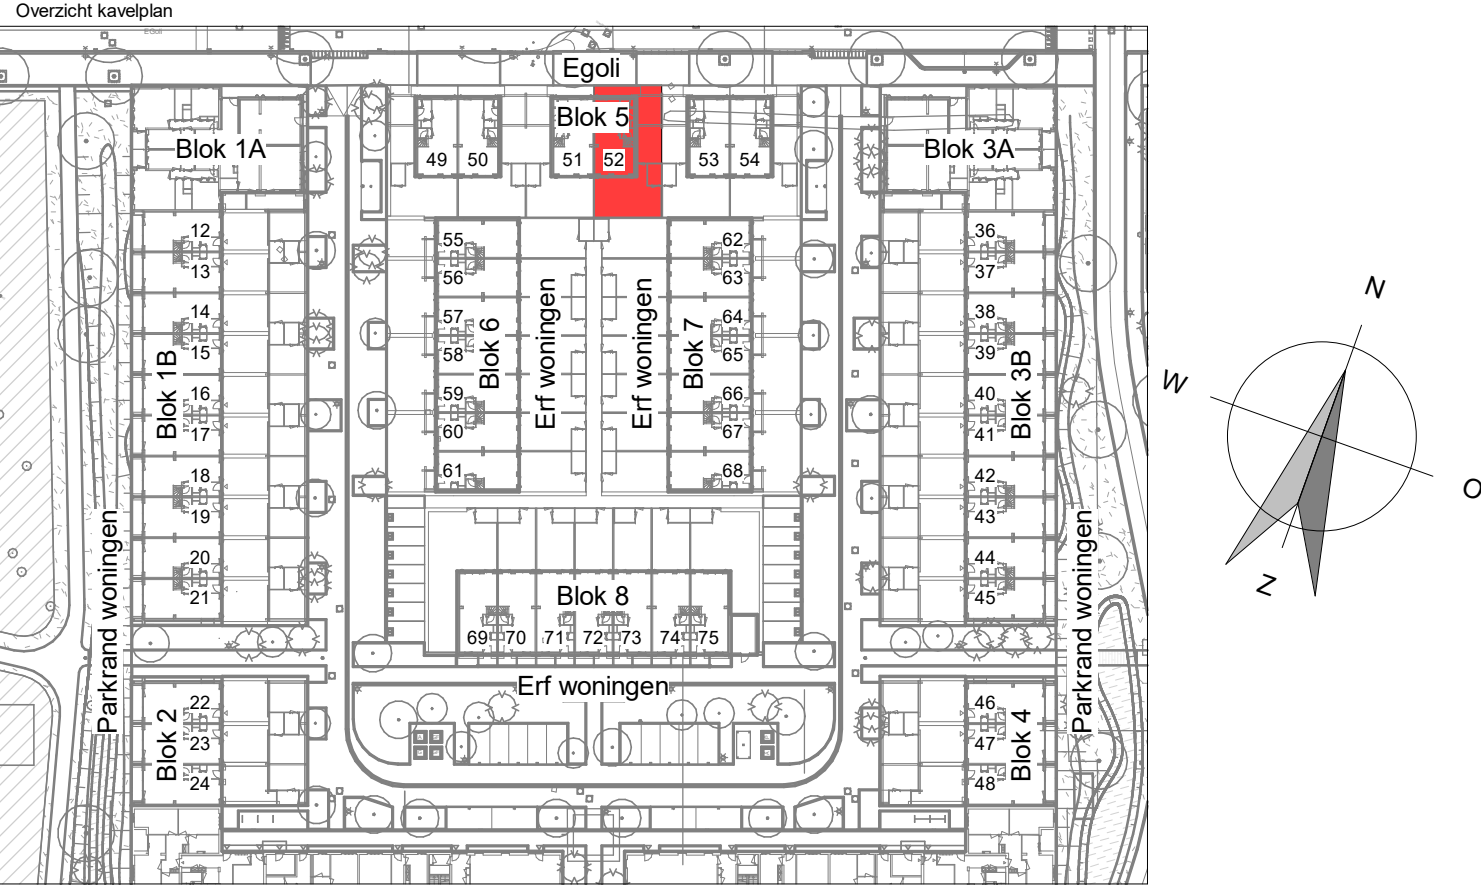 Overzicht kavelplan
EGoli
Egoli
Blok 5
Blok 1A
Blok 3A
49 50 51 52 53 54
12
13
14
15
16
17
18
19
20
21
Blok 1B
Parkrand woningen
22
23
24
Blok 2
55
56
57
58
59
60
61
Blok 6
Erf woningen
Erf woningen
Blok 7
62
63
64
65
66
67
68
36
37
38
39
40
41
42
43
44
45
Blok 3B
Parkrand woningen
46
47
48
Blok 4
Blok 8
69 70 71 72 73 74 75
Erf woningen
N
W
O
Z